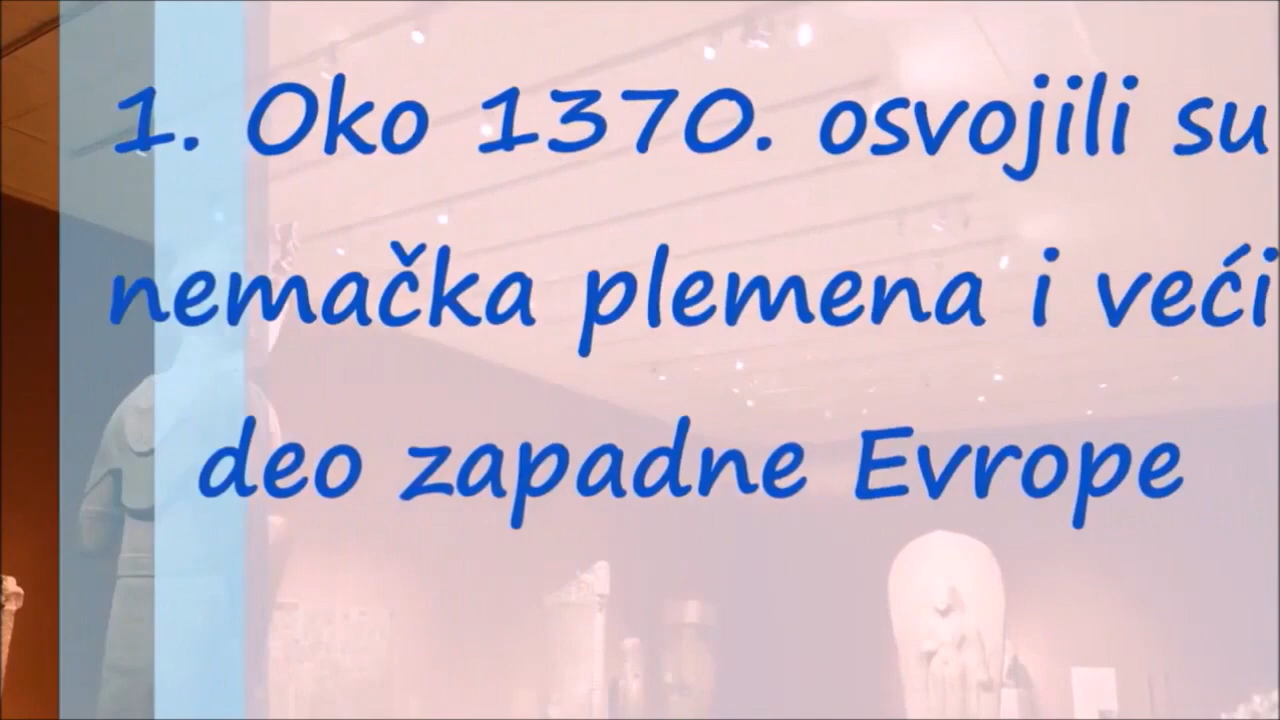 1. Oko 1370. osvojili su
nemačka plemena i veći
deo zapadne Evrope